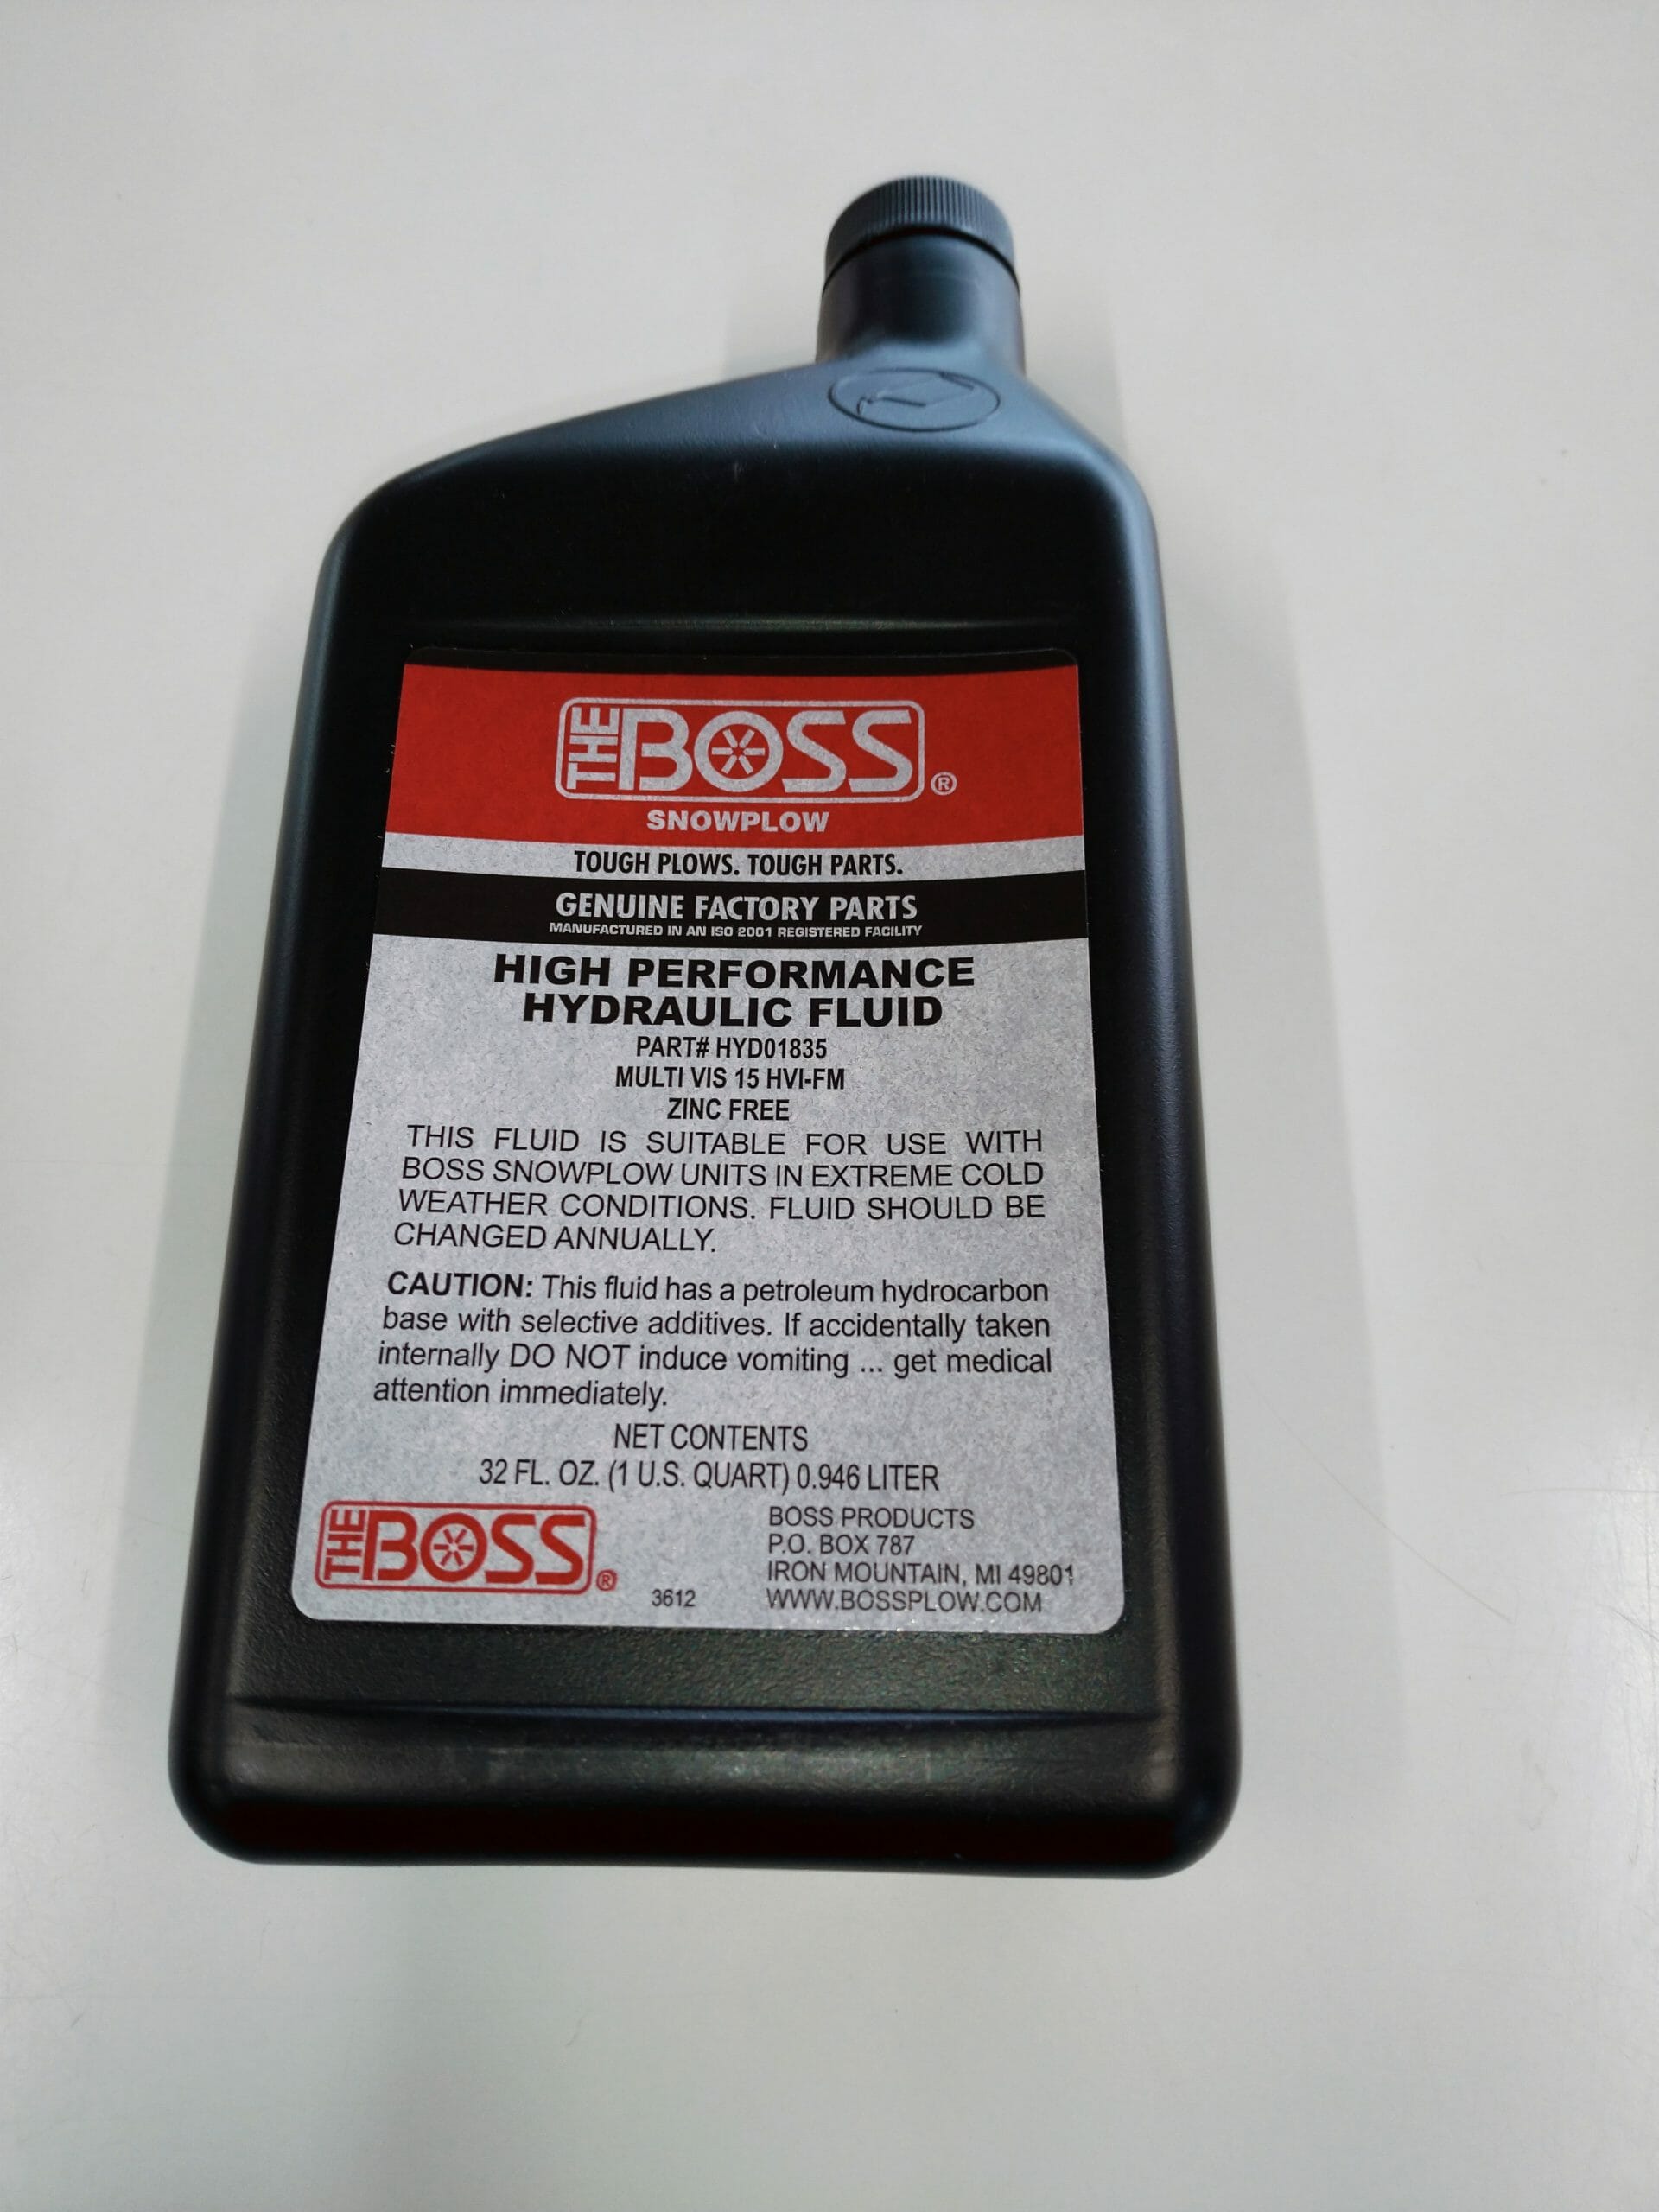 THE BOSS®
SNOWPLOW
TOUGH PLOWS. TOUGH PARTS.
GENUINE FACTORY PARTS
MANUFACTURED IN AN ISO 2001 REGISTERED FACILITY
HIGH PERFORMANCE
HYDRAULIC FLUID
PART# HYD01835
MULTI VIS 15 HVI-FM
ZINC FREE
THIS FLUID IS SUITABLE FOR USE WITH
BOSS SNOWPLOW UNITS IN EXTREME COLD
WEATHER CONDITIONS. FLUID SHOULD BE
CHANGED ANNUALLY.
CAUTION: This fluid has a petroleum hydrocarbon
base with selective additives. If accidentally taken
internally DO NOT induce vomiting ... get medical
attention immediately.
NET CONTENTS
32 FL. OZ. (1 U.S. QUART) 0.946 LITER
THE BOSS®
3612
BOSS PRODUCTS
P.O. BOX 787
IRON MOUNTAIN, MI 49801
WWW.BOSSPLOW.COM